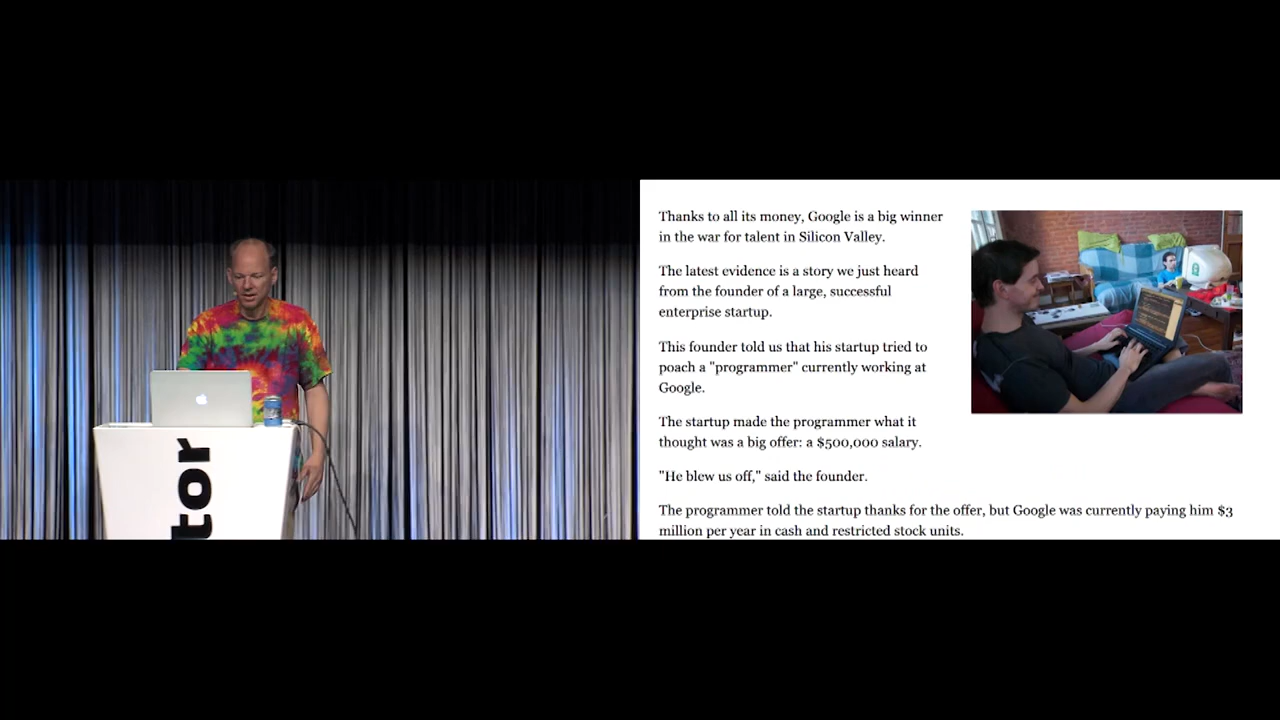 tor
Thanks to all its money, Google is a big winner
in the war for talent in Silicon Valley.
The latest evidence is a story we just heard
from the founder of a large, successful
enterprise startup.
This founder told us that his startup tried to
poach a "programmer" currently working at
Google.
The startup made the programmer what it
thought was a big offer: a $500,000 salary.
"He blew us off," said the founder.
The programmer told the startup thanks for the offer, but Google was currently paying him $3
million per year in cash and restricted stock units.